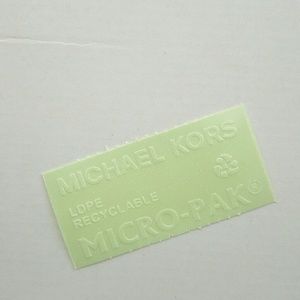 MICHAEL KORS
LDPE
RECYCLABLE
MICRO-PAK®